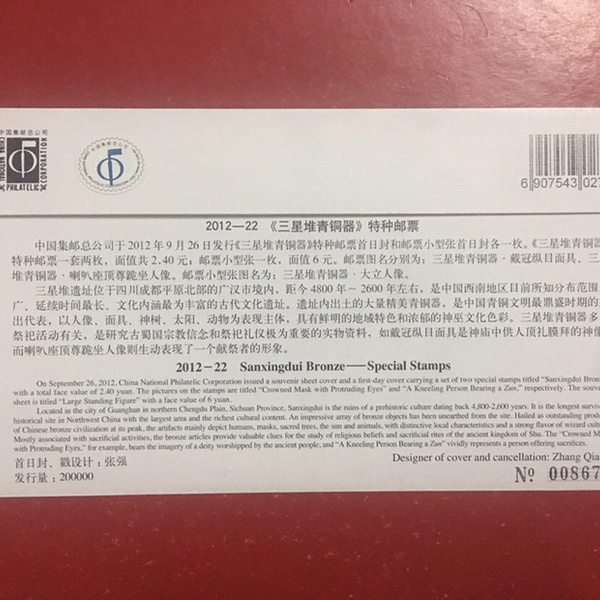 中国集邮总公司
CHINA NATIONAL
PHILATELIC
CORPORATION
中国集邮总公司
6 907543 02
2012—22 《三星堆青铜器》特种邮票
中国集邮总公司于2012年9月26日发行《三星堆青铜器》特种邮票首日封和邮票小型张首日封各一枚。《三星堆青铜器
特种邮票一套两枚，面值共2.40元；邮票小型张一枚，面值6元。邮票图名分别为：三星堆青铜器·戴冠纵目面具、三
堆青铜器·喇叭座顶尊跪坐人像。邮票小型张图名为：三星堆青铜器·大立人像。
三星堆遗址位于四川成都平原北部的广汉市境内，距今4800年~2600年左右，是中国西南地区目前所知分布范围
广、延续时间最长、文化内涵最为丰富的古代文化遗址。遗址内出土的大量精美青铜器，是中国青铜文明最鼎盛时期的
出代表，以人像、面具、神树、太阳、动物为表现主体，具有鲜明的地域特色和浓郁的神巫文化色彩。三星堆青铜器多
祭祀活动有关，是研究古蜀国宗教信念和祭祀礼仪极为重要的实物资料，如戴冠纵目面具是神庙中供人顶礼膜拜的神像
而喇叭座顶尊跪坐人像则生动表现了一个献祭者的形象。
2012－22 Sanxingdui Bronze——Special Stamps
On September 26, 2012, China National Philatelic Corporation issued a souvenir sheet cover and a first-day cover carrying a set of two special stamps titled “Sanxingdui Bron
with a total face value of 2.40 yuan. The pictures on the stamps are titled “Crowned Mask with Protruding Eyes” and “A Kneeling Person Bearing a Zun,” respectively. The souve
sheet is titled “Large Standing Figure” with a face value of 6 yuan.
Located in the city of Guanghan in northern Chengdu Plain, Sichuan Province, Sanxingdui is the ruins of a prehistoric culture dating back 4,800-2,600 years. It is the longest surviv
historical site in Northwest China with the largest area and the richest cultural contents. An impressive array of bronze objects has been unearthed from the site. Hailed as outstanding produc
of Chinese bronze civilization at its peak, the artifacts mainly depict humans, masks, sacred trees, the sun and animals, with distinctive local characteristics and a strong flavor of wizard cultu
Mostly associated with sacrificial activities, the bronze articles provide valuable clues for the study of religious beliefs and sacrificial rites of the ancient kingdom of Shu. The “Crowned M
with Protruding Eyes,” for example, bears the imagery of a deity worshipped by the ancient people, and “A Kneeling Person Bearing a Zun” vividly represents a person offering sacrifices.
首日封、戳设计：张强
Designer of cover and cancellation: Zhang Qia
发行量：200000
№ 00867